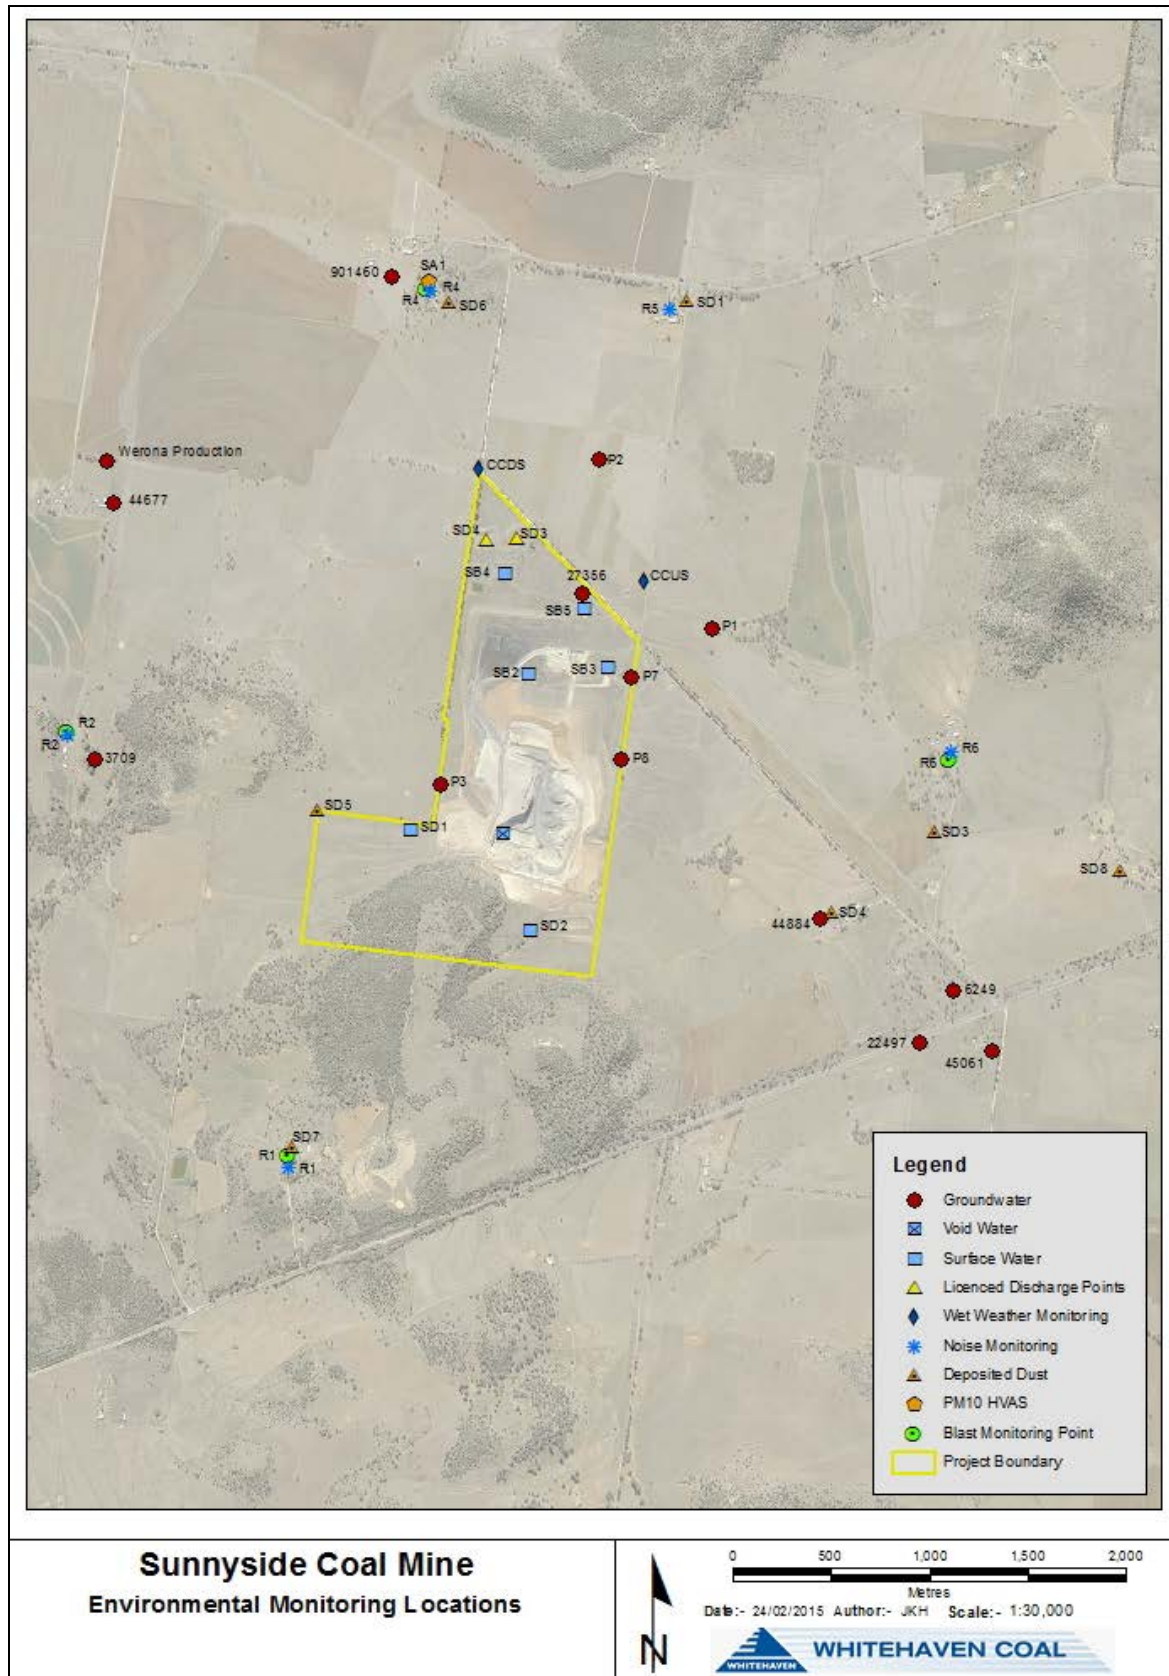 901460
SA1
R4
R4
SD6
R5
SD1
Werona Production
44677
CCDS
P2
SD4
SD3
SB4
27356
CCUS
SB5
P1
SB2
SB3
P7
R2
R2
3709
P3
P8
R6
R6
SD5
SD1
SD3
SD8
SD2
44884
SD4
6249
22497
45061
SD7
R1
R1
Legend
Groundwater
Void Water
Surface Water
Licenced Discharge Points
Wet Weather Monitoring
Noise Monitoring
Deposited Dust
PM10 HVAS
Blast Monitoring Point
Project Boundary
Sunnyside Coal Mine
Environmental Monitoring Locations
N
0 500 1,000 1,500 2,000
Metres
Date:- 24/02/2015 Author:- JKH Scale:- 1:30,000
WHITEHAVEN
WHITEHAVEN COAL